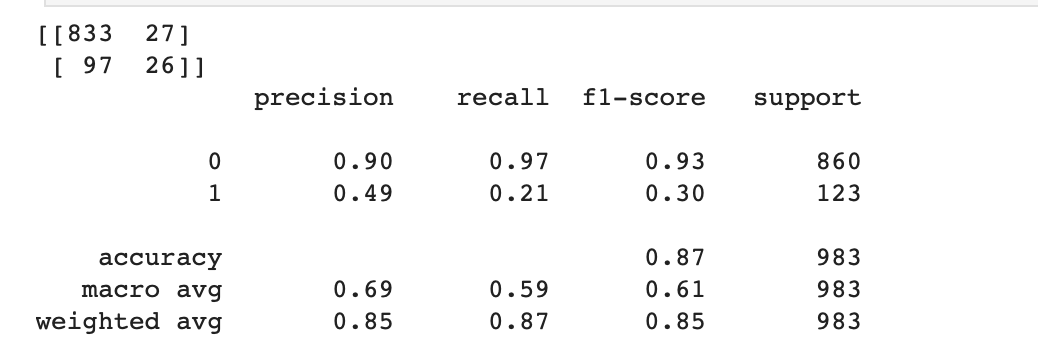 [[833  27]
 [ 97  26]]
              precision    recall  f1-score   support

           0       0.90      0.97      0.93       860
           1       0.49      0.21      0.30       123

    accuracy                           0.87       983
   macro avg       0.69      0.59      0.61       983
weighted avg       0.85      0.87      0.85       983